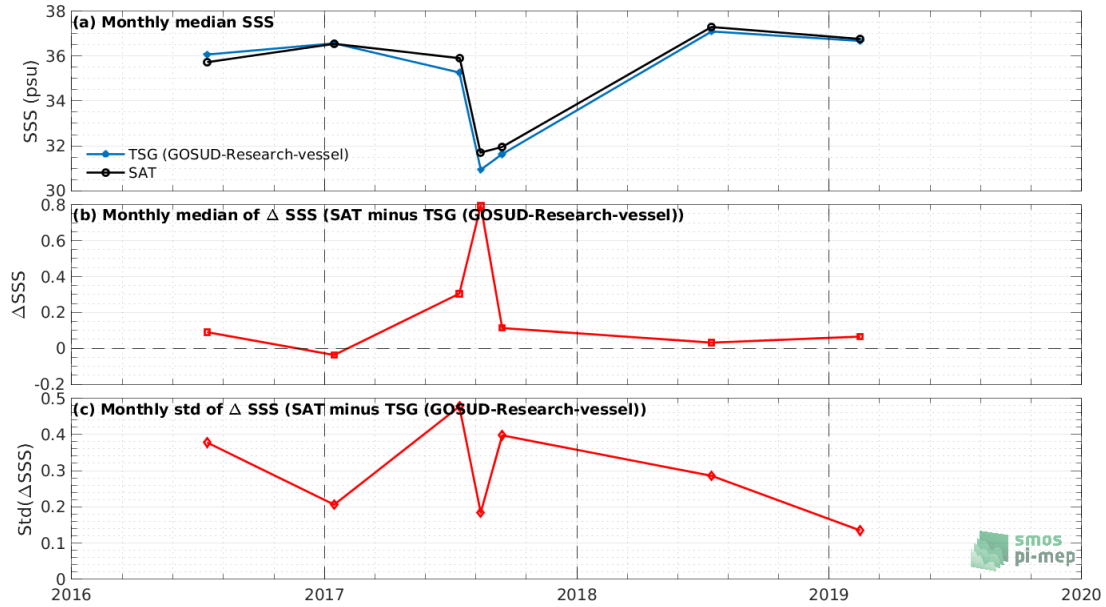 (a) Monthly median SSS
38
36
34
32
30
SSS (psu)
TSG (GOSUD-Research-vessel)
SAT
(b) Monthly median of Δ SSS (SAT minus TSG (GOSUD-Research-vessel))
0.8
0.6
0.4
0.2
0
-0.2
ΔSSS
(c) Monthly std of Δ SSS (SAT minus TSG (GOSUD-Research-vessel))
0.5
0.4
0.3
0.2
0.1
0
Std(ΔSSS)
smos
pi-mep
2016
2017
2018
2019
2020